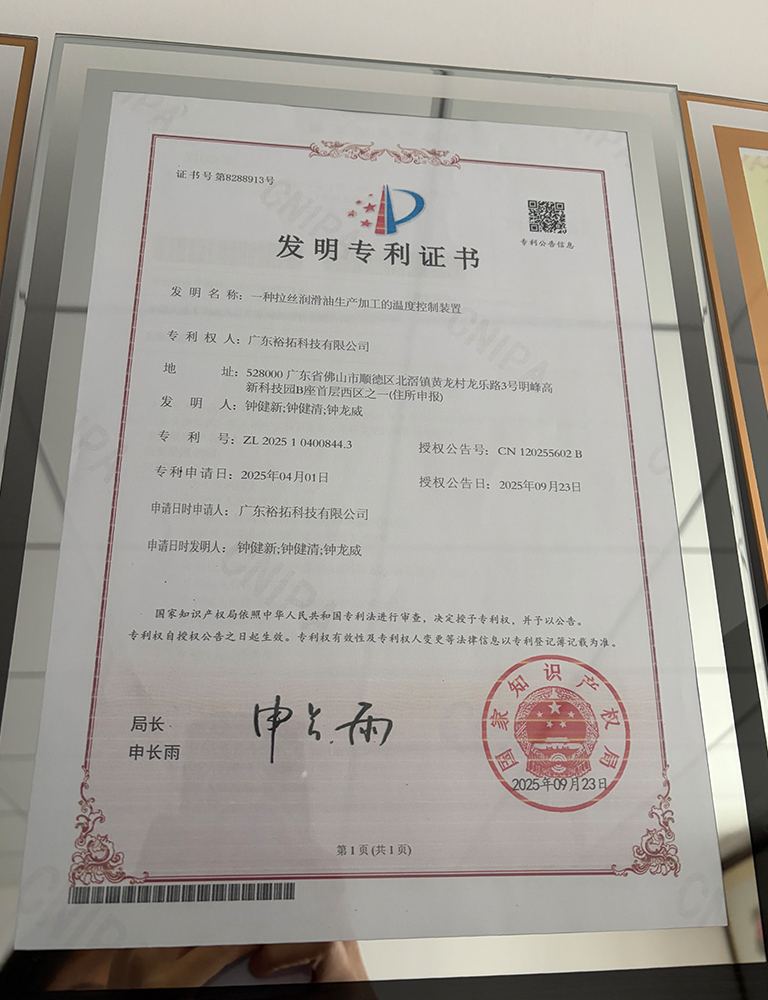 证书号第8288913号
专利公告信息
发明专利证书
发明名称：一种拉丝润滑油生产加工的温度控制装置
专利权人：广东裕拓科技有限公司
地址：528000 广东省佛山市顺德区北滘镇黄龙村龙乐路3号明峰高
新科技园B座首层西区之一(住所申报)
发明人：钟健新;钟健清;钟龙威
专利号：ZL 2025 1 0400844.3
授权公告号：CN 120255602 B
专利申请日：2025年04月01日
授权公告日：2025年09月23日
申请日时申请人：广东裕拓科技有限公司
申请日时发明人：钟健新;钟健清;钟龙威
国家知识产权局依照中华人民共和国专利法进行审查，决定授予专利权，并予以公告。
专利权自授权公告之日起生效。专利权有效性及专利权人变更等法律信息以专利登记簿记载为准。
局长
申长雨
申长雨
国家知识产权局
2025年09月23日
第1页(共1页)
CNIPA
CNIPA
CNIPA
CNIPA